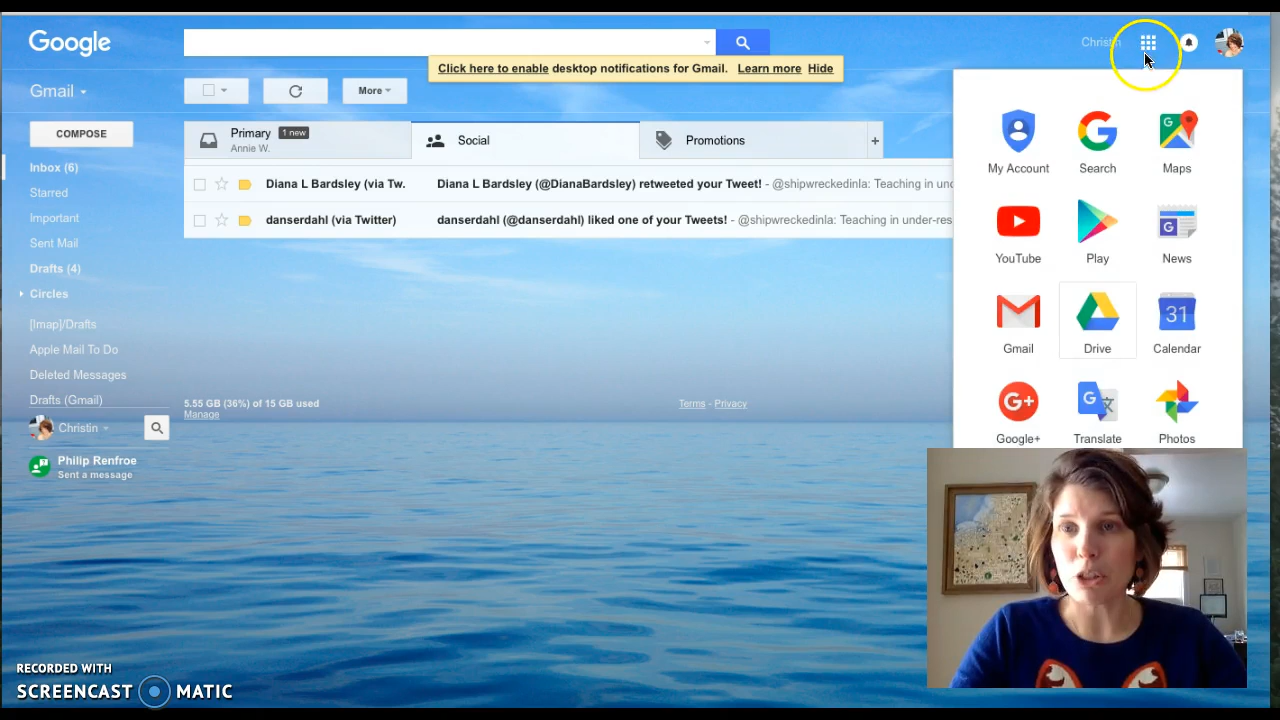 Google
Christin
Click here to enable desktop notifications for Gmail. Learn more Hide
Gmail
More
COMPOSE
Primary 1 new
Annie W.
Social
Promotions
+
Inbox (6)
Starred
Important
Sent Mail
Drafts (4)
Circles
[Imap]/Drafts
Apple Mail To Do
Deleted Messages
Drafts (Gmail)
Diana L Bardsley (via Tw. Diana L Bardsley (@DianaBardsley) retweeted your Tweet! - @shipwreckedinla: Teaching in und
danserdahl (via Twitter) danserdahl (@danserdahl) liked one of your Tweets! - @shipwreckedinla: Teaching in under-res
5.55 GB (36%) of 15 GB used
Manage
Terms - Privacy
Christin
Philip Renfroe
Sent a message
My Account Search Maps
YouTube Play News
Gmail Drive 31 Calendar
G+ Google+ Translate Photos
RECORDED WITH
SCREENCAST MATIC